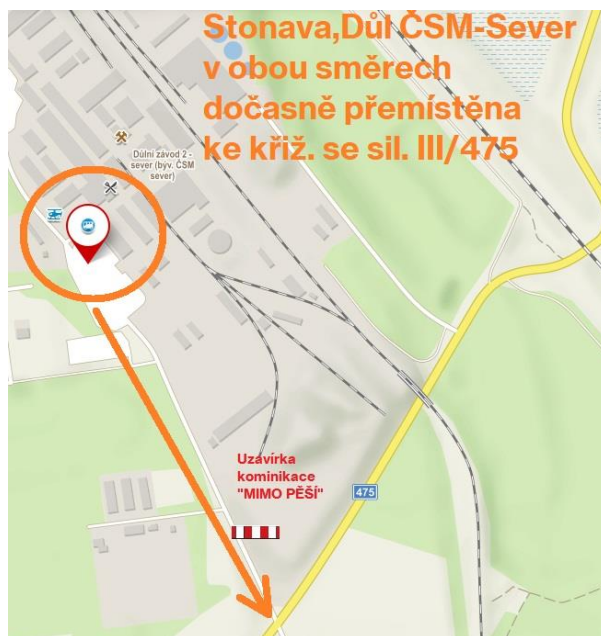 Stonava,Důl ČSM-Sever
v obou směrech
dočasně přemístěna
ke křiž. se sil. III/475
Důlní závod 2 -
sever (býv. ČSM
sever)
Uzavírka
kominikace
"MIMO PĚŠÍ"
475